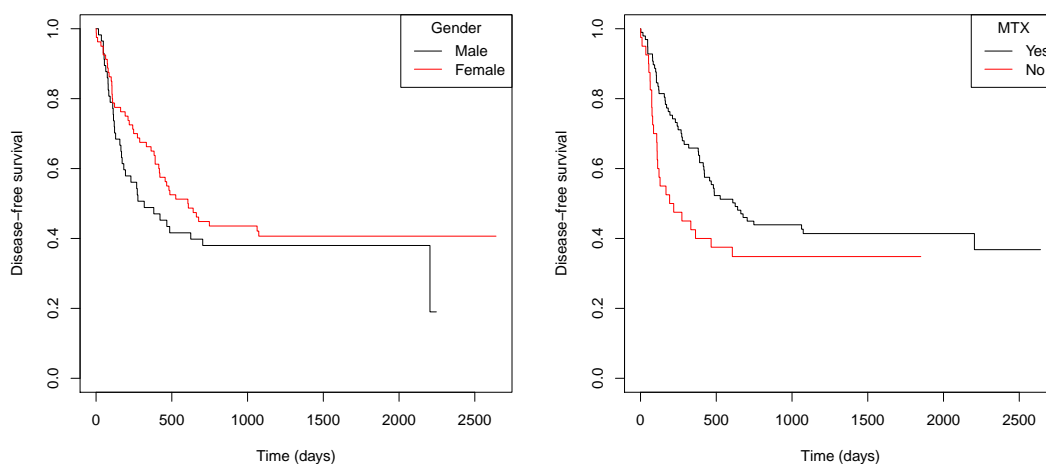 Gender
Male
Female
Disease−free survival
0.0 0.2 0.4 0.6 0.8 1.0
0 500 1000 1500 2000 2500
Time (days)
MTX
Yes
No
Disease−free survival
0.0 0.2 0.4 0.6 0.8 1.0
0 500 1000 1500 2000 2500
Time (days)